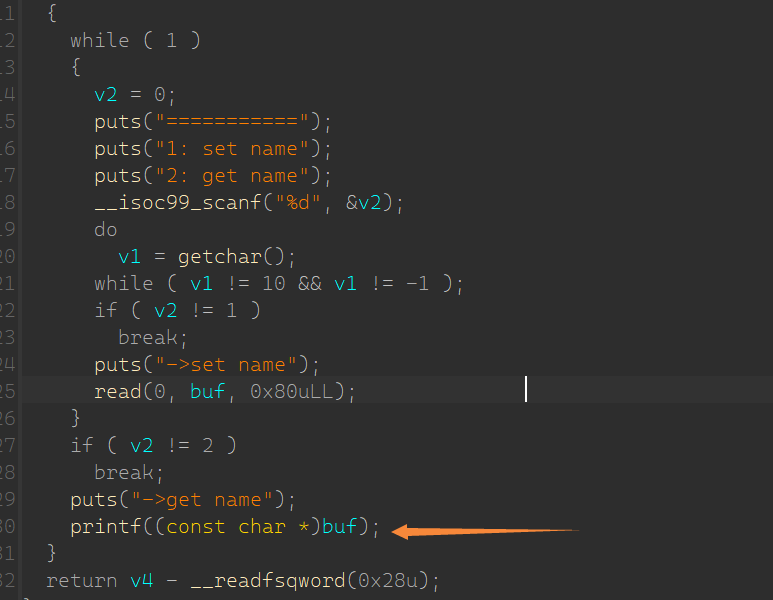 11 {
12 while ( 1 )
13 {
14 v2 = 0;
15 puts("===========");
16 puts("1: set name");
17 puts("2: get name");
18 __isoc99_scanf("%d", &v2);
19 do
20 v1 = getchar();
21 while ( v1 != 10 && v1 != -1 );
22 if ( v2 != 1 )
23 break;
24 puts("->set name");
25 read(0, buf, 0x80uLL);
26 }
27 if ( v2 != 2 )
28 break;
29 puts("->get name");
30 printf((const char *)buf);
31 }
32 return v4 - __readfsqword(0x28u);